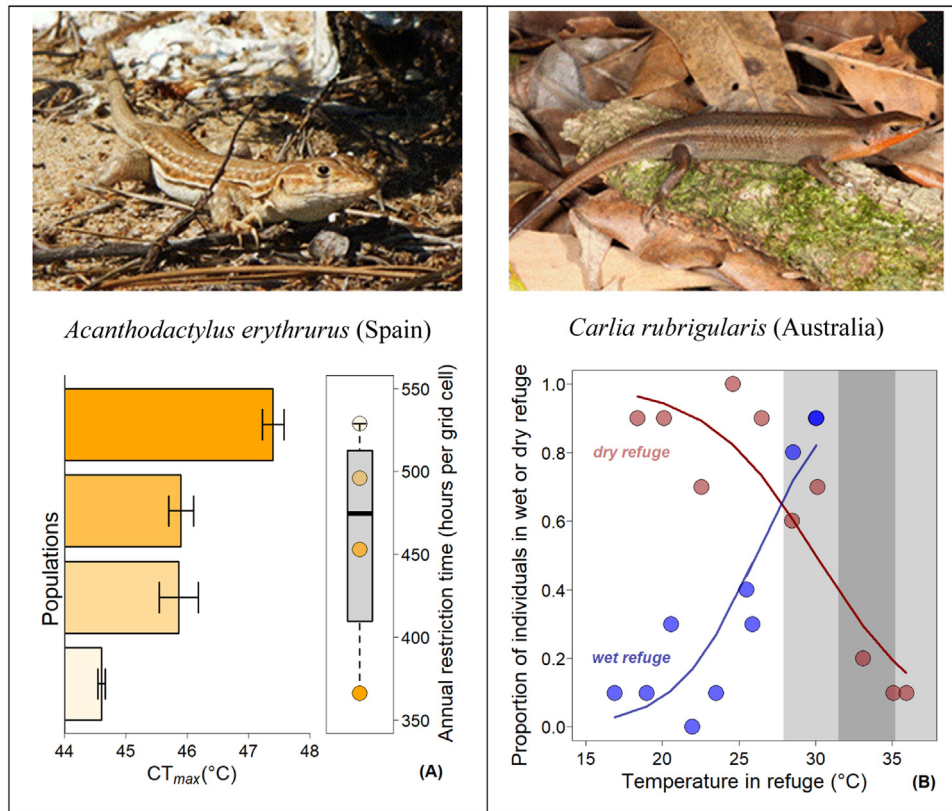 Acanthodactylus erythrurus (Spain)
Populations
44 45 46 47 48
CTmax(°C)
550
500
450
400
350
Annual restriction time (hours per grid cell)
(A)
Carlia rubrigularis (Australia)
Proportion of individuals in wet or dry refuge
1.0
0.8
0.6
0.4
0.2
0.0
dry refuge
wet refuge
15 20 25 30 35
Temperature in refuge (°C)
(B)